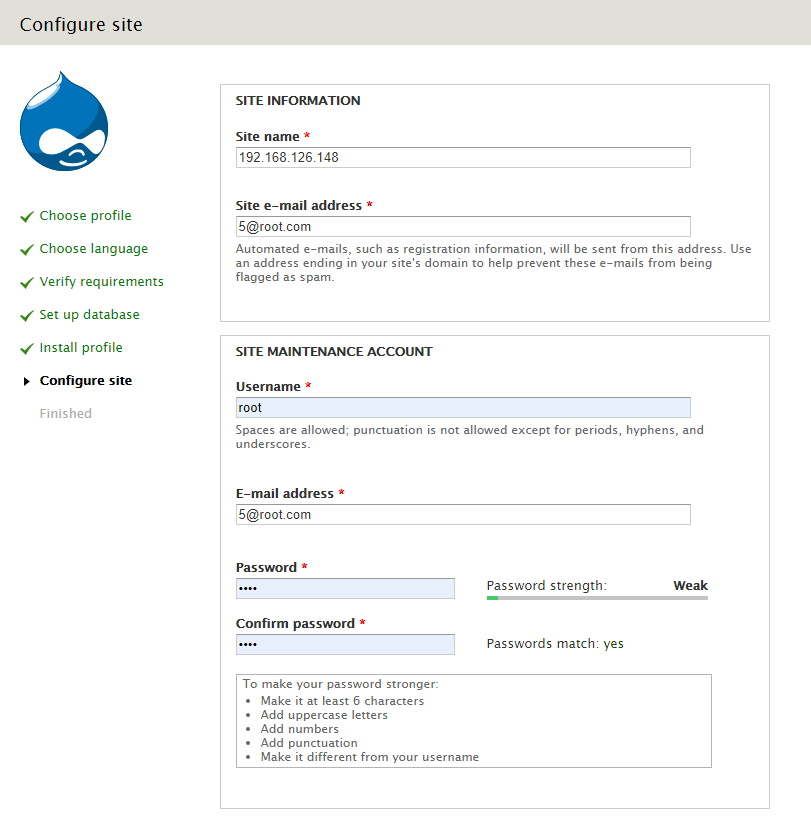 Configure site
Choose profile
Choose language
Verify requirements
Set up database
Install profile
Configure site
Finished
SITE INFORMATION
Site name *
192.168.126.148
Site e-mail address *
5@root.com
Automated e-mails, such as registration information, will be sent from this address. Use
an address ending in your site's domain to help prevent these e-mails from being
flagged as spam.
SITE MAINTENANCE ACCOUNT
Username *
root
Spaces are allowed; punctuation is not allowed except for periods, hyphens, and
underscores.
E-mail address *
5@root.com
Password *
••••
Password strength: Weak
Confirm password *
••••
Passwords match: yes
To make your password stronger:
• Make it at least 6 characters
• Add uppercase letters
• Add numbers
• Add punctuation
• Make it different from your username